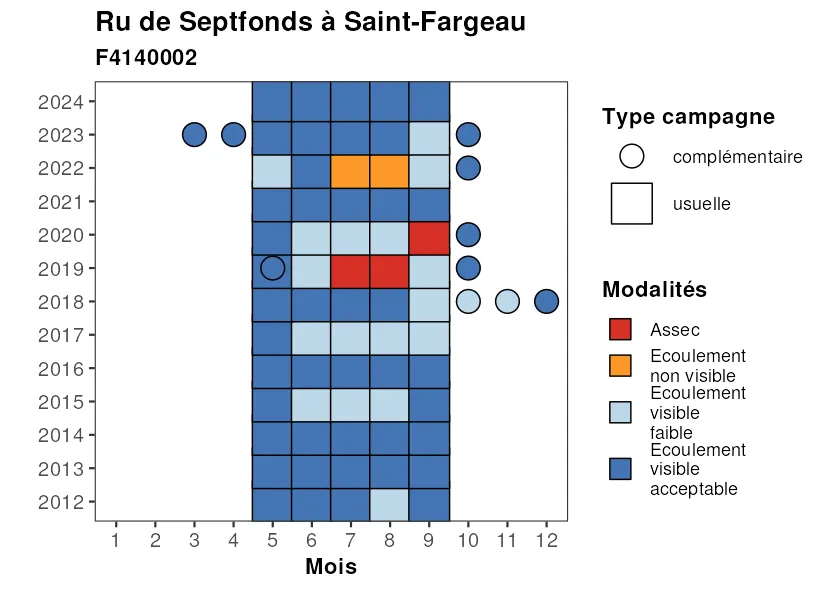 Ru de Septfonds à Saint-Fargeau
F4140002
2024
2023
2022
2021
2020
2019
2018
2017
2016
2015
2014
2013
2012
1 2 3 4 5 6 7 8 9 10 11 12
Mois
Type campagne
complémentaire
usuelle
Modalités
Assec
Ecoulement
non visible
Ecoulement
visible
faible
Ecoulement
visible
acceptable